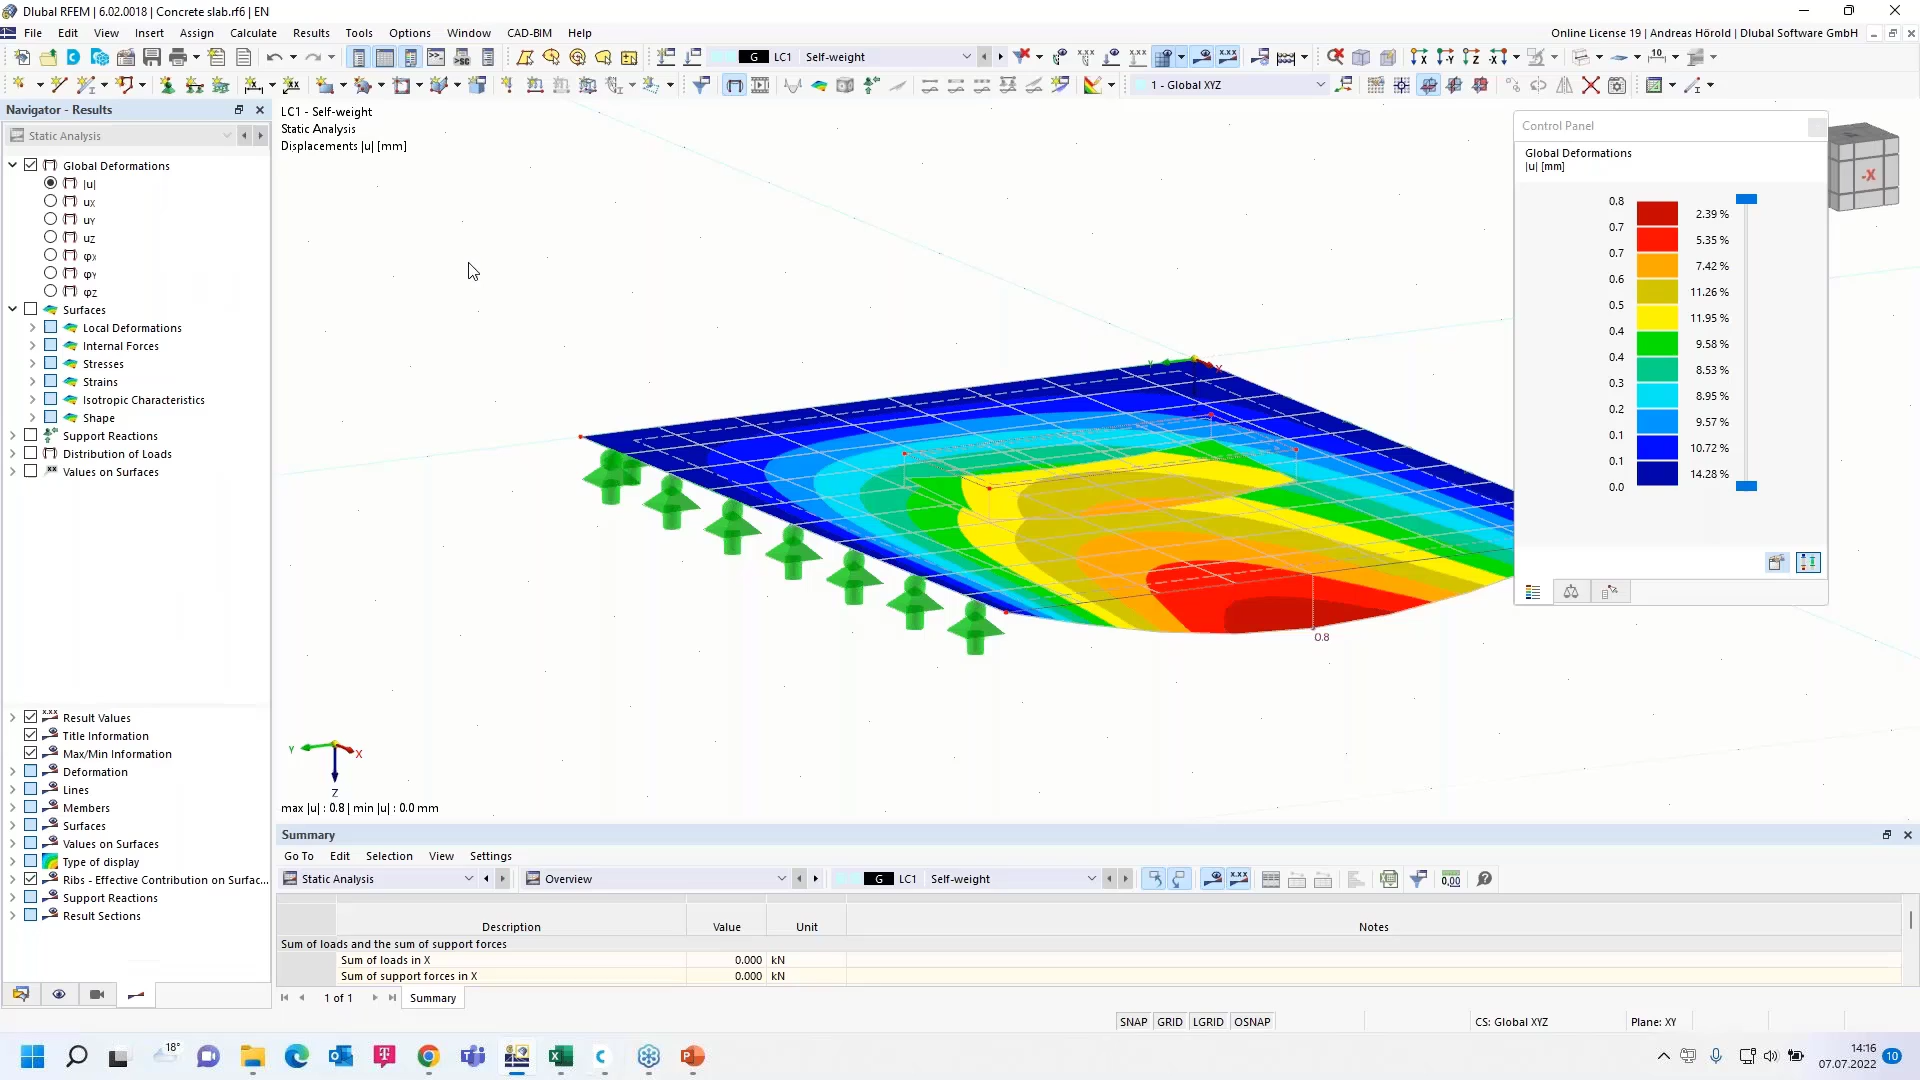 Dlubal RFEM | 6.02.0018 | Concrete slab.rf6 | EN
File Edit View Insert Assign Calculate Results Tools Options Window CAD-BIM Help
Online License 19 | Andreas Hörold | Dlubal Software GmbH
G LC1 Self-weight
1 - Global XYZ
Navigator - Results
Static Analysis
Global Deformations
|u|
uX
uY
uZ
φX
φY
φZ
Surfaces
Local Deformations
Internal Forces
Stresses
Strains
Isotropic Characteristics
Shape
Support Reactions
Distribution of Loads
Values on Surfaces
Result Values
Title Information
Max/Min Information
Deformation
Lines
Members
Surfaces
Values on Surfaces
Type of display
Ribs - Effective Contribution on Surfac...
Support Reactions
Result Sections
LC1 - Self-weight
Static Analysis
Displacements |u| [mm]
Y X
0.8
Y X
Z
max |u| : 0.8 | min |u| : 0.0 mm
Control Panel
Global Deformations
|u| [mm]
0.8
2.39 %
0.7
5.35 %
0.7
7.42 %
0.6
11.26 %
0.5
11.95 %
0.4
9.58 %
0.4
8.53 %
0.3
8.95 %
0.2
9.57 %
0.1
10.72 %
0.1
14.28 %
0.0
-X
Summary
Go To Edit Selection View Settings
Static Analysis Overview G LC1 Self-weight
Description Value Unit Notes
Sum of loads and the sum of support forces
Sum of loads in X 0.000 kN
Sum of support forces in X 0.000 kN
1 of 1 Summary
SNAP GRID LGRID OSNAP CS: Global XYZ Plane: XY
18°
14:16
07.07.2022
10